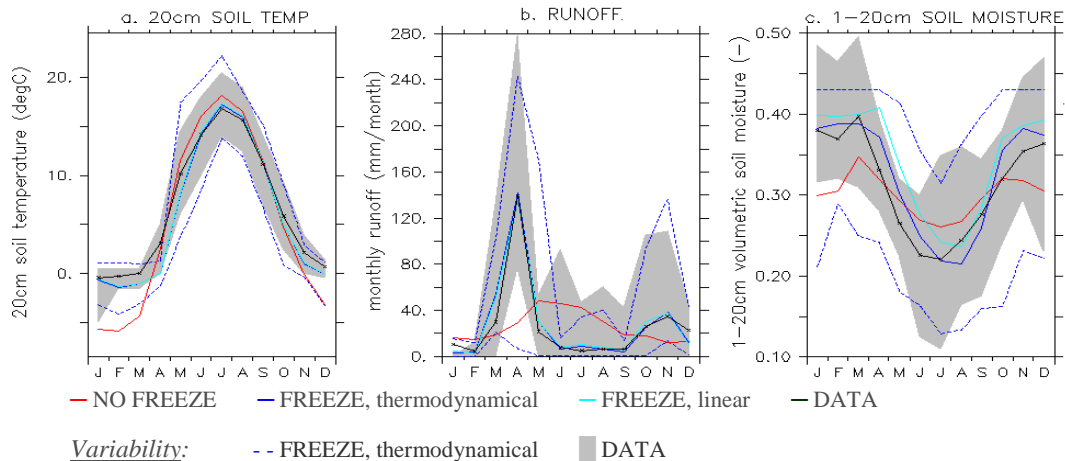 a. 20cm SOIL TEMP
b. RUNOFF.
c. 1−20cm SOIL MOISTURE
20cm soil temperature (degC)
20.
10.
0.
J F M A M J J A S O N D
monthly runoff (mm/month)
280.
240.
200.
160.
120.
80.
40.
0.
J F M A M J J A S O N D
1−20cm volumetric soil moisture (−)
0.50
0.40
0.30
0.20
0.10
J F M A M J J A S O N D
NO FREEZE FREEZE, thermodynamical FREEZE, linear DATA
Variability: FREEZE, thermodynamical DATA